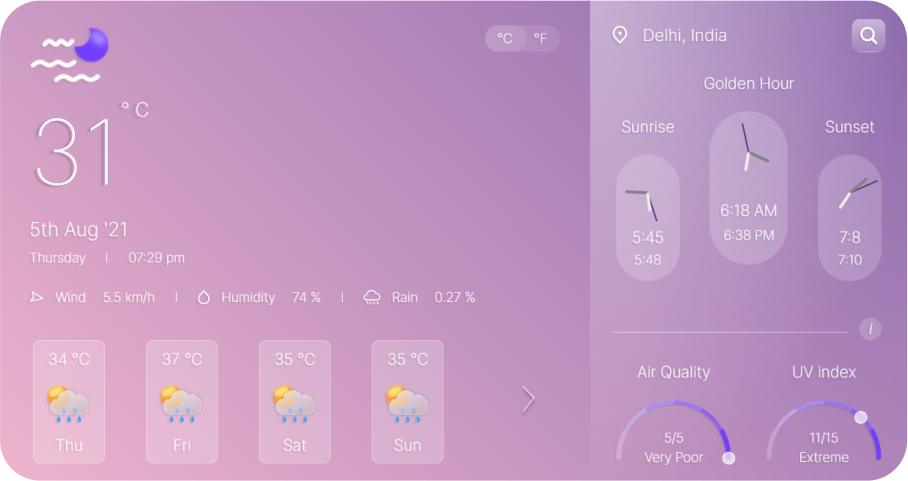 °C °F
31 °C
5th Aug '21
Thursday | 07:29 pm
Wind 5.5 km/h | Humidity 74 % | Rain 0.27 %
34 °C
Thu
37 °C
Fri
35 °C
Sat
35 °C
Sun
Delhi, India
Golden Hour
Sunrise
5:45
5:48
6:18 AM
6:38 PM
Sunset
7:8
7:10
i
Air Quality
5/5
Very Poor
UV index
11/15
Extreme